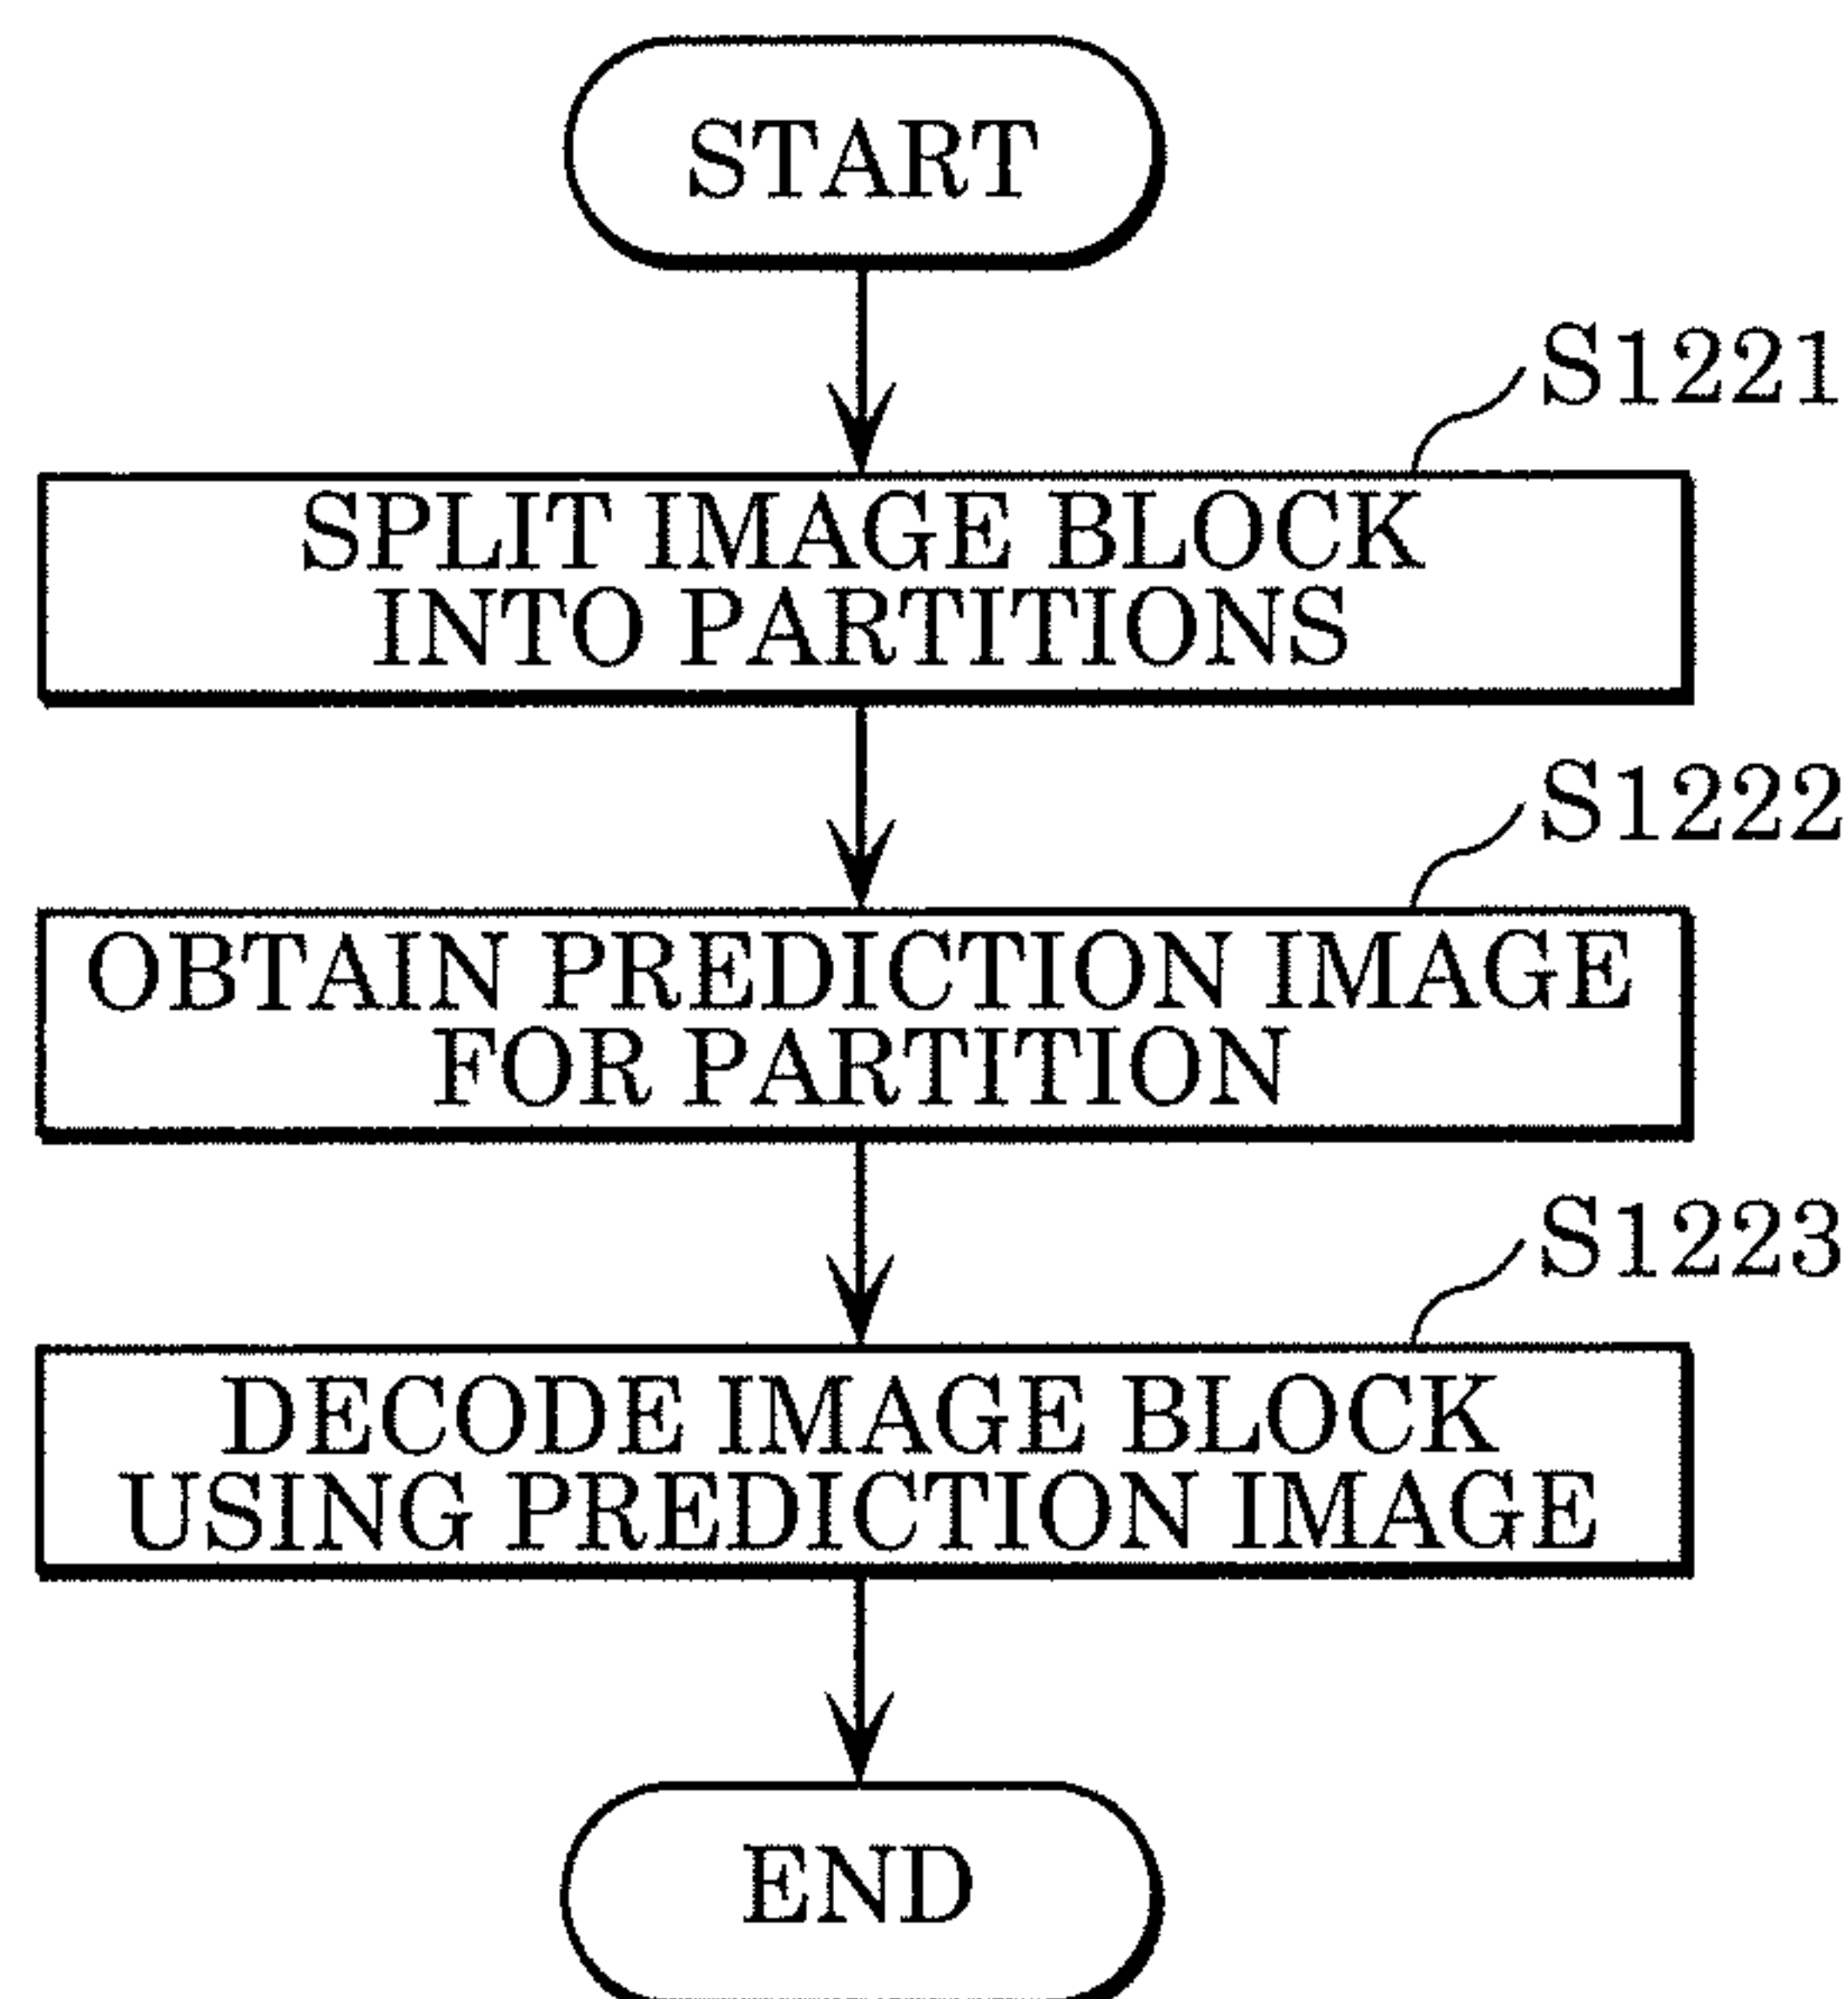 START
S1221
SPLIT IMAGE BLOCK
INTO PARTITIONS
S1222
OBTAIN PREDICTION IMAGE
FOR PARTITION
S1223
DECODE IMAGE BLOCK
USING PREDICTION IMAGE
END